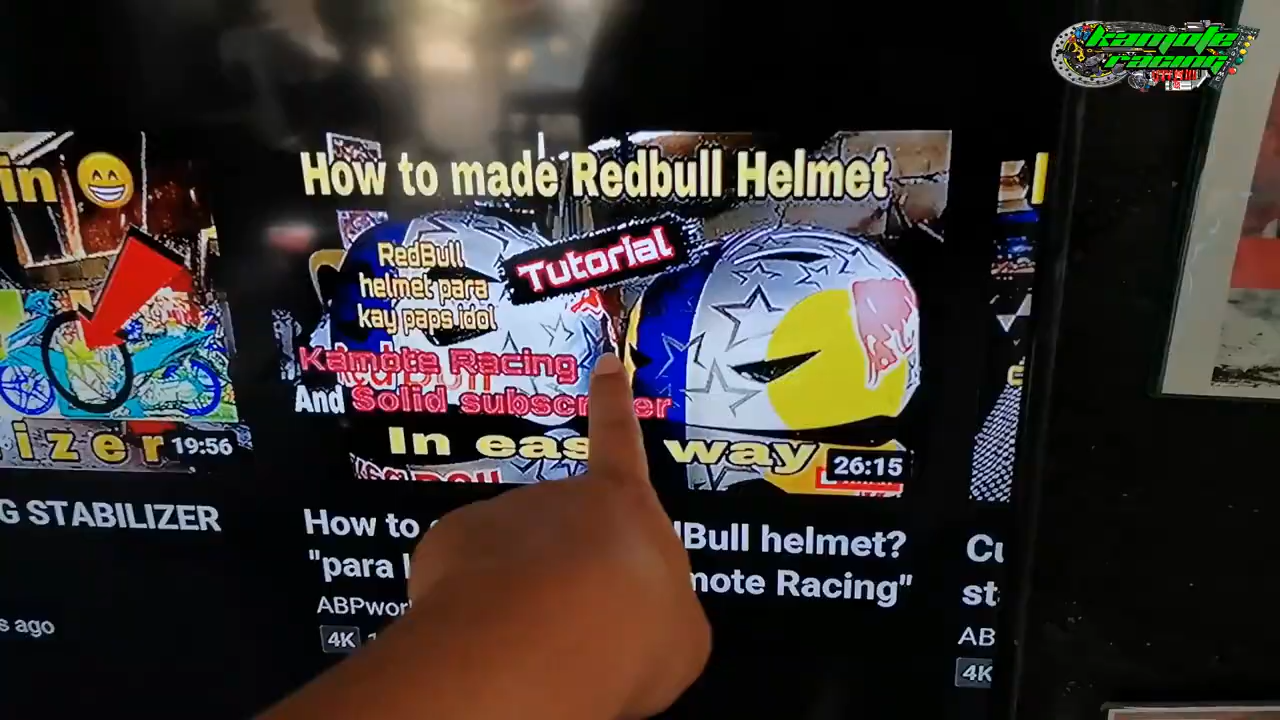 kamote
racing
in 😁
izer
19:56
G STABILIZER
s ago
How to made Redbull Helmet
Tutorial
RedBull
helmet para
kay paps idol
Kamote Racing
And Solid subscr er
In eas way
26:15
How to Bull helmet?
"para mote Racing"
ABPwor
4K
Cu
st
AB
4K